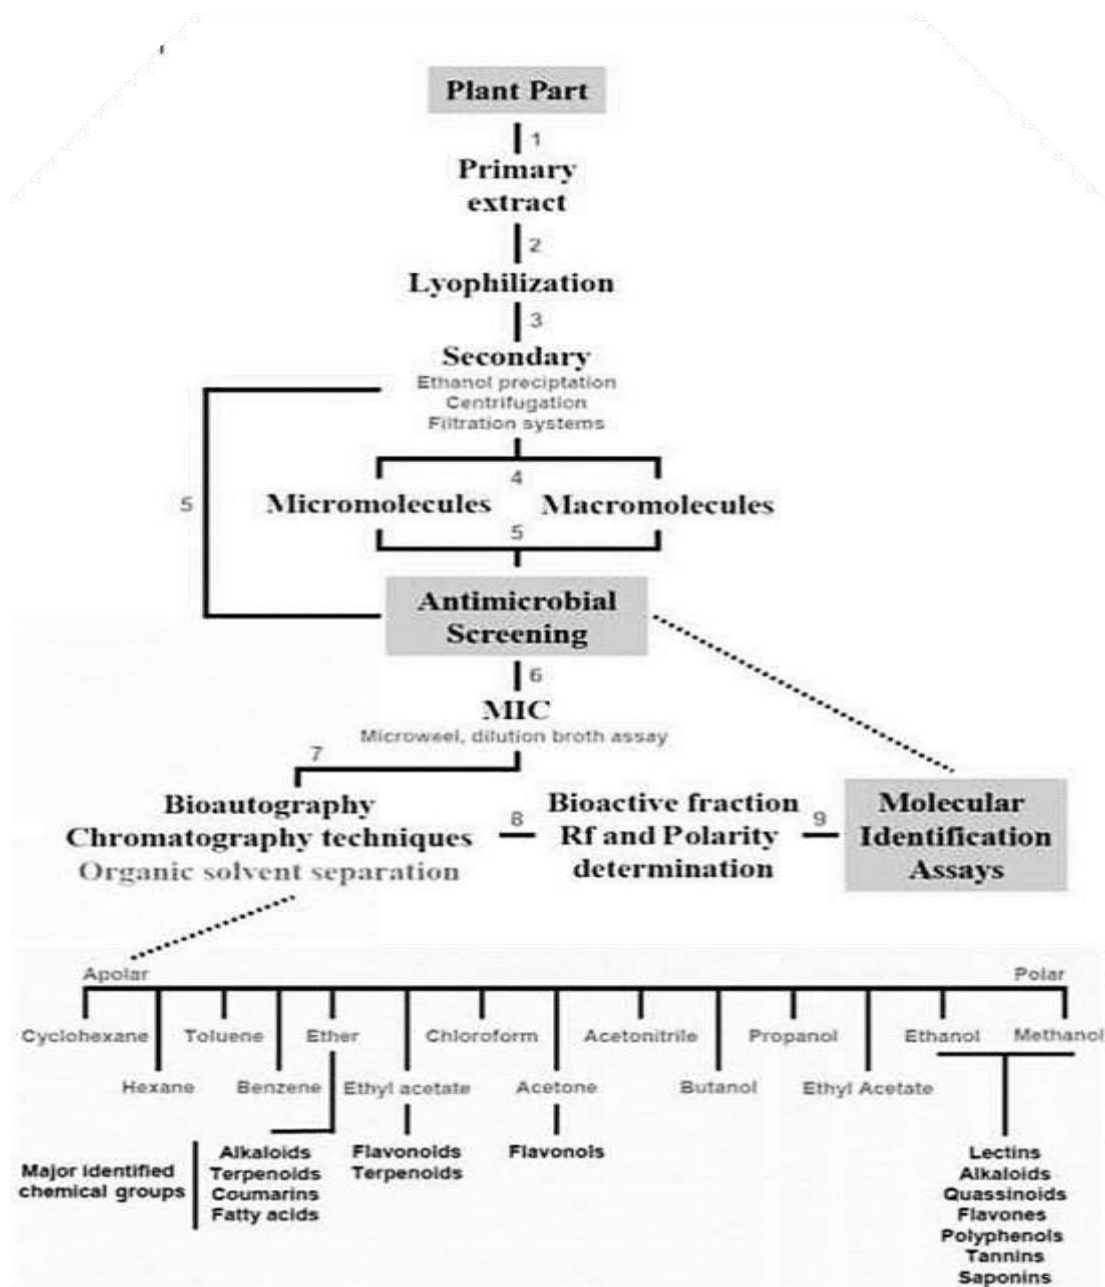 Plant Part
1
Primary
extract
2
Lyophilization
3
Secondary
Ethanol preciptation
Centrifugation
Filtration systems
4
5
Micromolecules Macromolecules
5
Antimicrobial
Screening
6
MIC
Microweel, dilution broth assay
7
Bioautography
Chromatography techniques
Organic solvent separation
8
Bioactive fraction
Rf and Polarity
determination
9
Molecular
Identification
Assays
Apolar Polar
Cyclohexane Toluene Ether Chloroform Acetonitrile Propanol Ethanol Methanol
Hexane Benzene Ethyl acetate Acetone Butanol Ethyl Acetate
Major identified
chemical groups
Alkaloids
Terpenoids
Coumarins
Fatty acids
Flavonoids
Terpenoids
Flavonols
Lectins
Alkaloids
Quassinoids
Flavones
Polyphenols
Tannins
Saponins